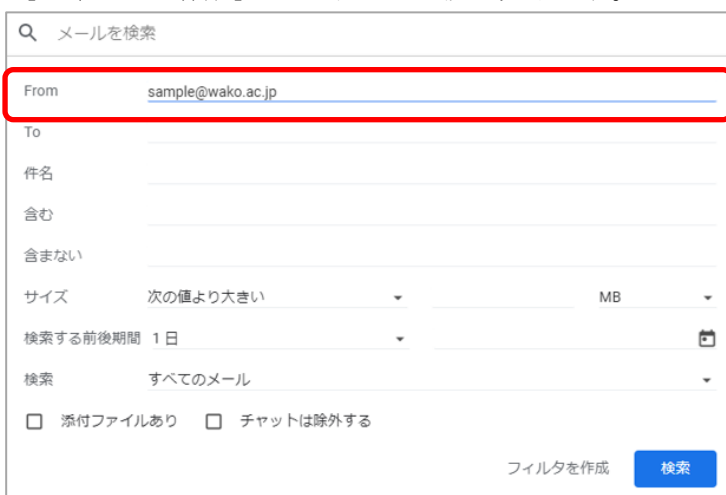 メールを検索
From sample@wako.ac.jp
To
件名
含む
含まない
サイズ 次の値より大きい MB
検索する前後期間 1日
検索 すべてのメール
添付ファイルあり チャットは除外する
フィルタを作成 検索